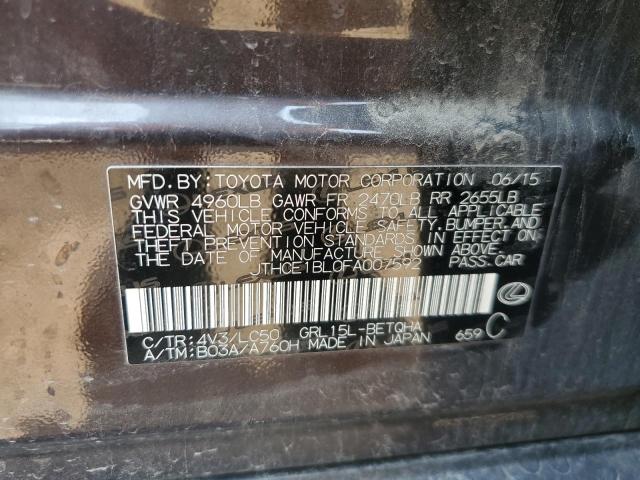 MFD. BY: TOYOTA MOTOR CORPORATION 06/15
GVWR 4960LB GAWR FR 2470LB RR 2655LB
THIS VEHICLE CONFORMS TO ALL APPLICABLE
FEDERAL MOTOR VEHICLE SAFETY, BUMPER, AND
THEFT PREVENTION STANDARDS IN EFFECT ON
THE DATE OF MANUFACTURE SHOWN ABOVE.
JTHCE1BL0FA007592 PASS. CAR
C/TR: 4V3/LC50 GRL15L-BETQHA
A/TM: B03A/A760H MADE IN JAPAN 659 C